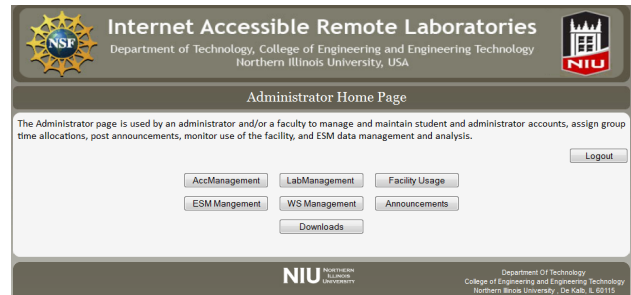 NSF
Internet Accessible Remote Laboratories
Department of Technology, College of Engineering and Engineering Technology
Northern Illinois University, USA
NIU
Administrator Home Page
The Administrator page is used by an administrator and/or a faculty to manage and maintain student and administrator accounts, assign group
time allocations, post announcements, monitor use of the facility, and ESM data management and analysis.
Logout
AccManagement LabManagement Facility Usage
ESM Mangement WS Management Announcements
Downloads
NIU NORTHERN
ILLINOIS
UNIVERSITY
Department Of Technology
College of Engineering and Engineering Technology
Northern Illinois University , De Kalb, IL 60115